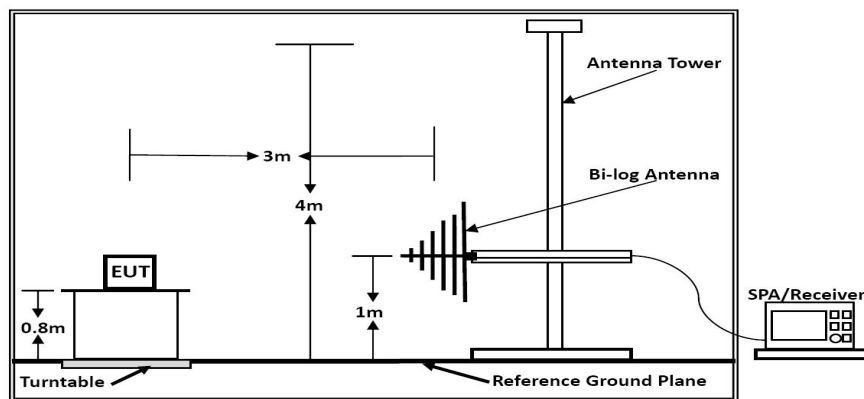 Antenna Tower
3m
Bi-log Antenna
4m
EUT
SPA/Receiver
0.8m
1m
Turntable
Reference Ground Plane